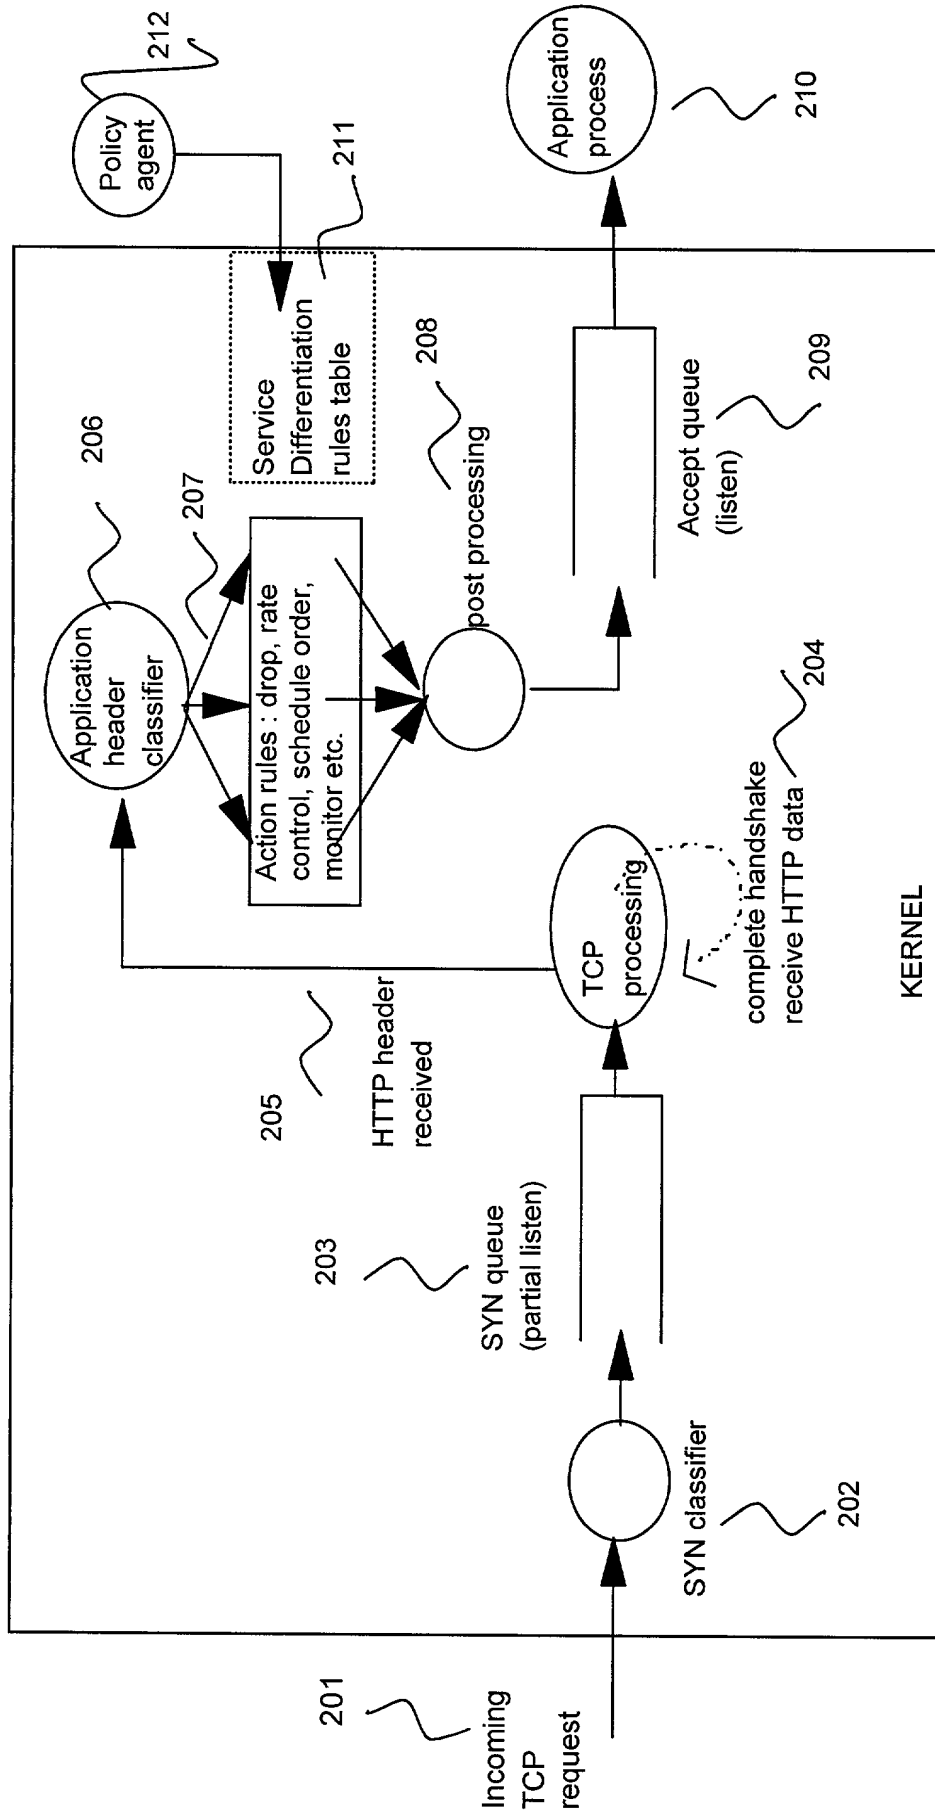 212
Policy
agent
211
Service
Differentiation
rules table
206
Application
header
classifier
207
Action rules : drop, rate
control, schedule order,
monitor etc.
208
post processing
Application
process
210
Accept queue
(listen)
209
205
HTTP header
received
TCP
processing
complete handshake
receive HTTP data
204
203
SYN queue
(partial listen)
SYN classifier
202
201
Incoming
TCP
request
KERNEL